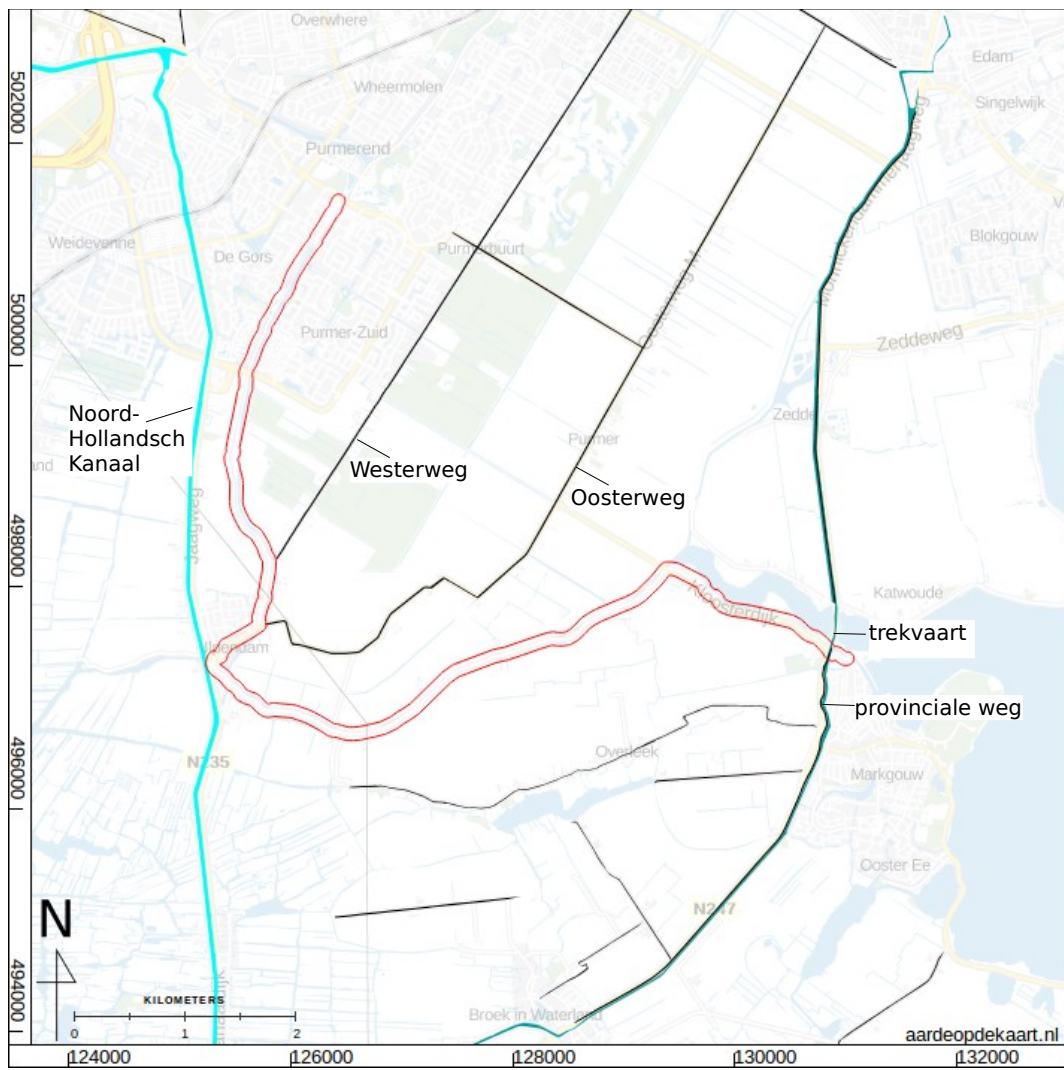 Overwhere
Edam
Wheermolen
Singelwijk
502000
Purmerend
Monnickendammerjaagweg
Weidevenne
De Gors
Purmerbuurt
Blokgouw
Oosterweg M
500000
Purmer-Zuid
Zeddeweg
Noord-
Hollandsch
Kanaal
Zedde
Purmer
Westerweg
Oosterweg
Jaagweg
498000
Kloosterdijk
Katwoude
trekvaart
Ilpendam
provinciale weg
N235
Overleek
Markgouw
496000
Ooster Ee
N
N247
494000
KILOMETERS
0 1 2
Broek in Waterland
aardeopdekaart.nl
124000 126000 128000 130000 132000